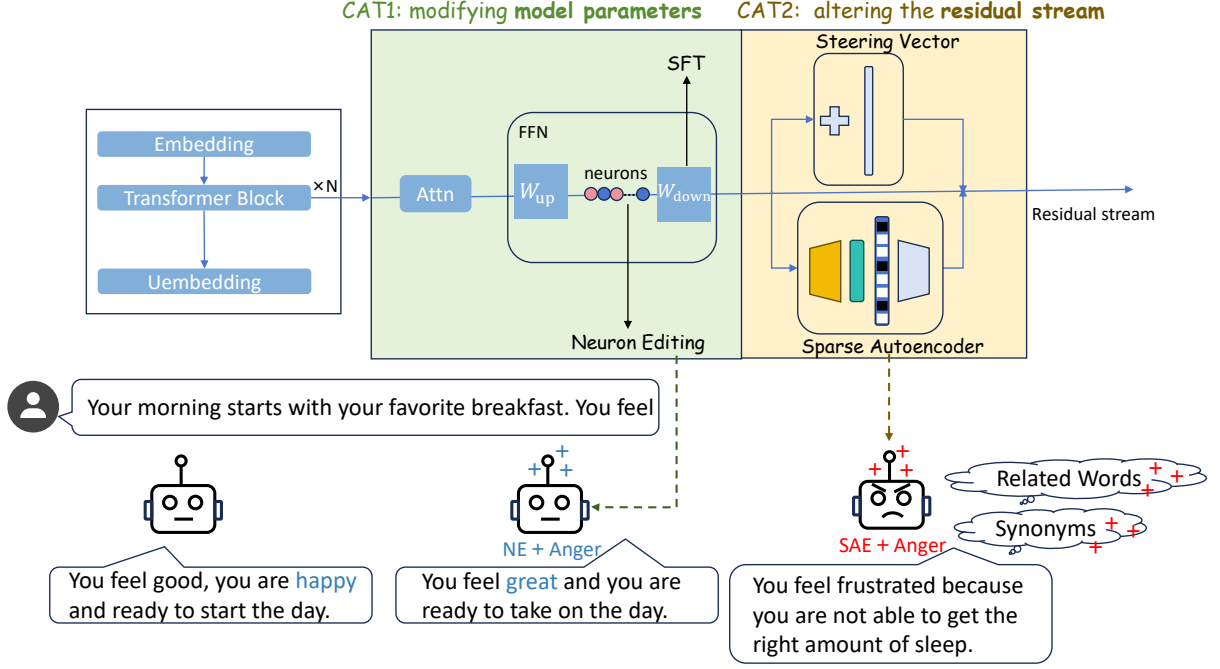 CAT1: modifying model parameters
CAT2: altering the residual stream
Steering Vector
SFT
FFN
Embedding
×N
neurons
Transformer Block
Attn
W_up
W_down
Residual stream
Uembedding
Neuron Editing
Sparse Autoencoder
Your morning starts with your favorite breakfast. You feel
Related Words
Synonyms
NE + Anger
SAE + Anger
You feel good, you are happy
and ready to start the day.
You feel great and you are
ready to take on the day.
You feel frustrated because
you are not able to get the
right amount of sleep.